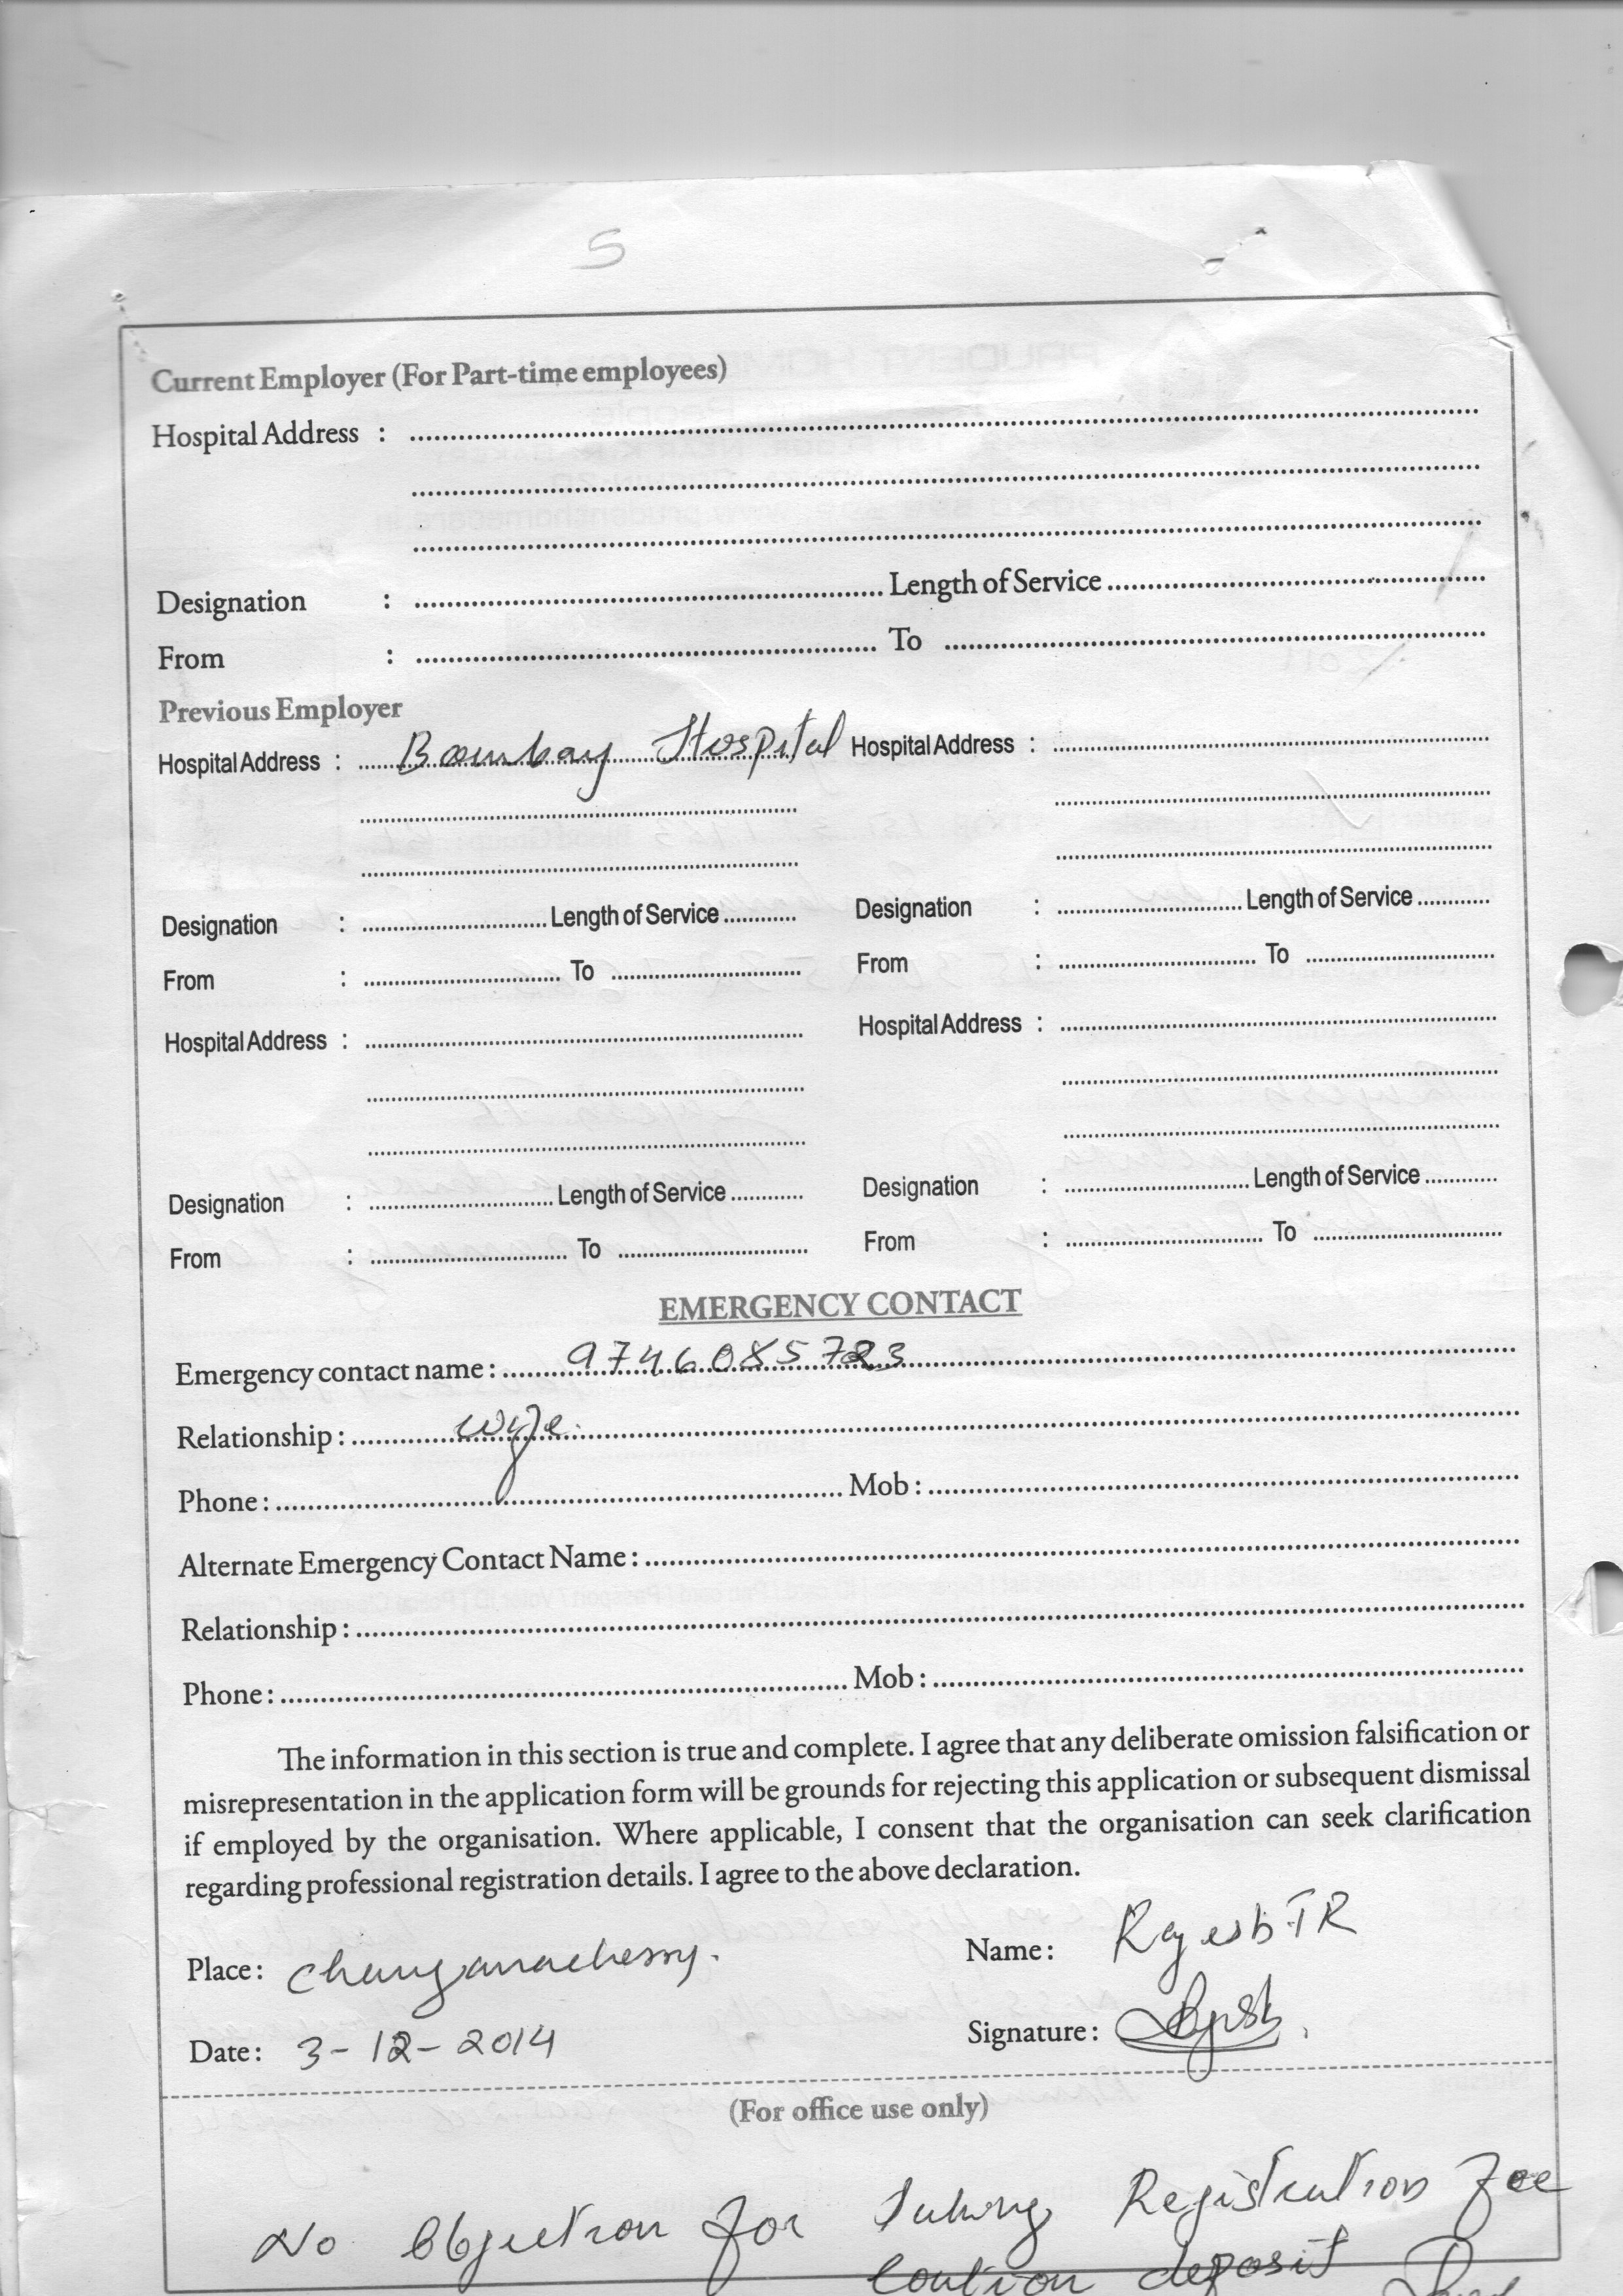 5
Current Employer (For Part-time employees)
Hospital Address :
Designation : Length of Service
From : To
Previous Employer
Hospital Address : Boumbay Hospital Hospital Address :
Designation : Length of Service Designation : Length of Service
From : To From : To
Hospital Address : Hospital Address :
Designation : Length of Service Designation : Length of Service
From : To From : To
EMERGENCY CONTACT
Emergency contact name :
Relationship : wife.
Phone : Mob :
Alternate Emergency Contact Name :
Relationship :
Phone : Mob :
The information in this section is true and complete. I agree that any deliberate omission falsification or
misrepresentation in the application form will be grounds for rejecting this application or subsequent dismissal
if employed by the organisation. Where applicable, I consent that the organisation can seek clarification
regarding professional registration details. I agree to the above declaration.
Place : Changanacherry. Name : Rajesh TR
Date : 3-12-2014 Signature :
(For office use only)
No Objection for Taking Registration Fee
Caution deposit